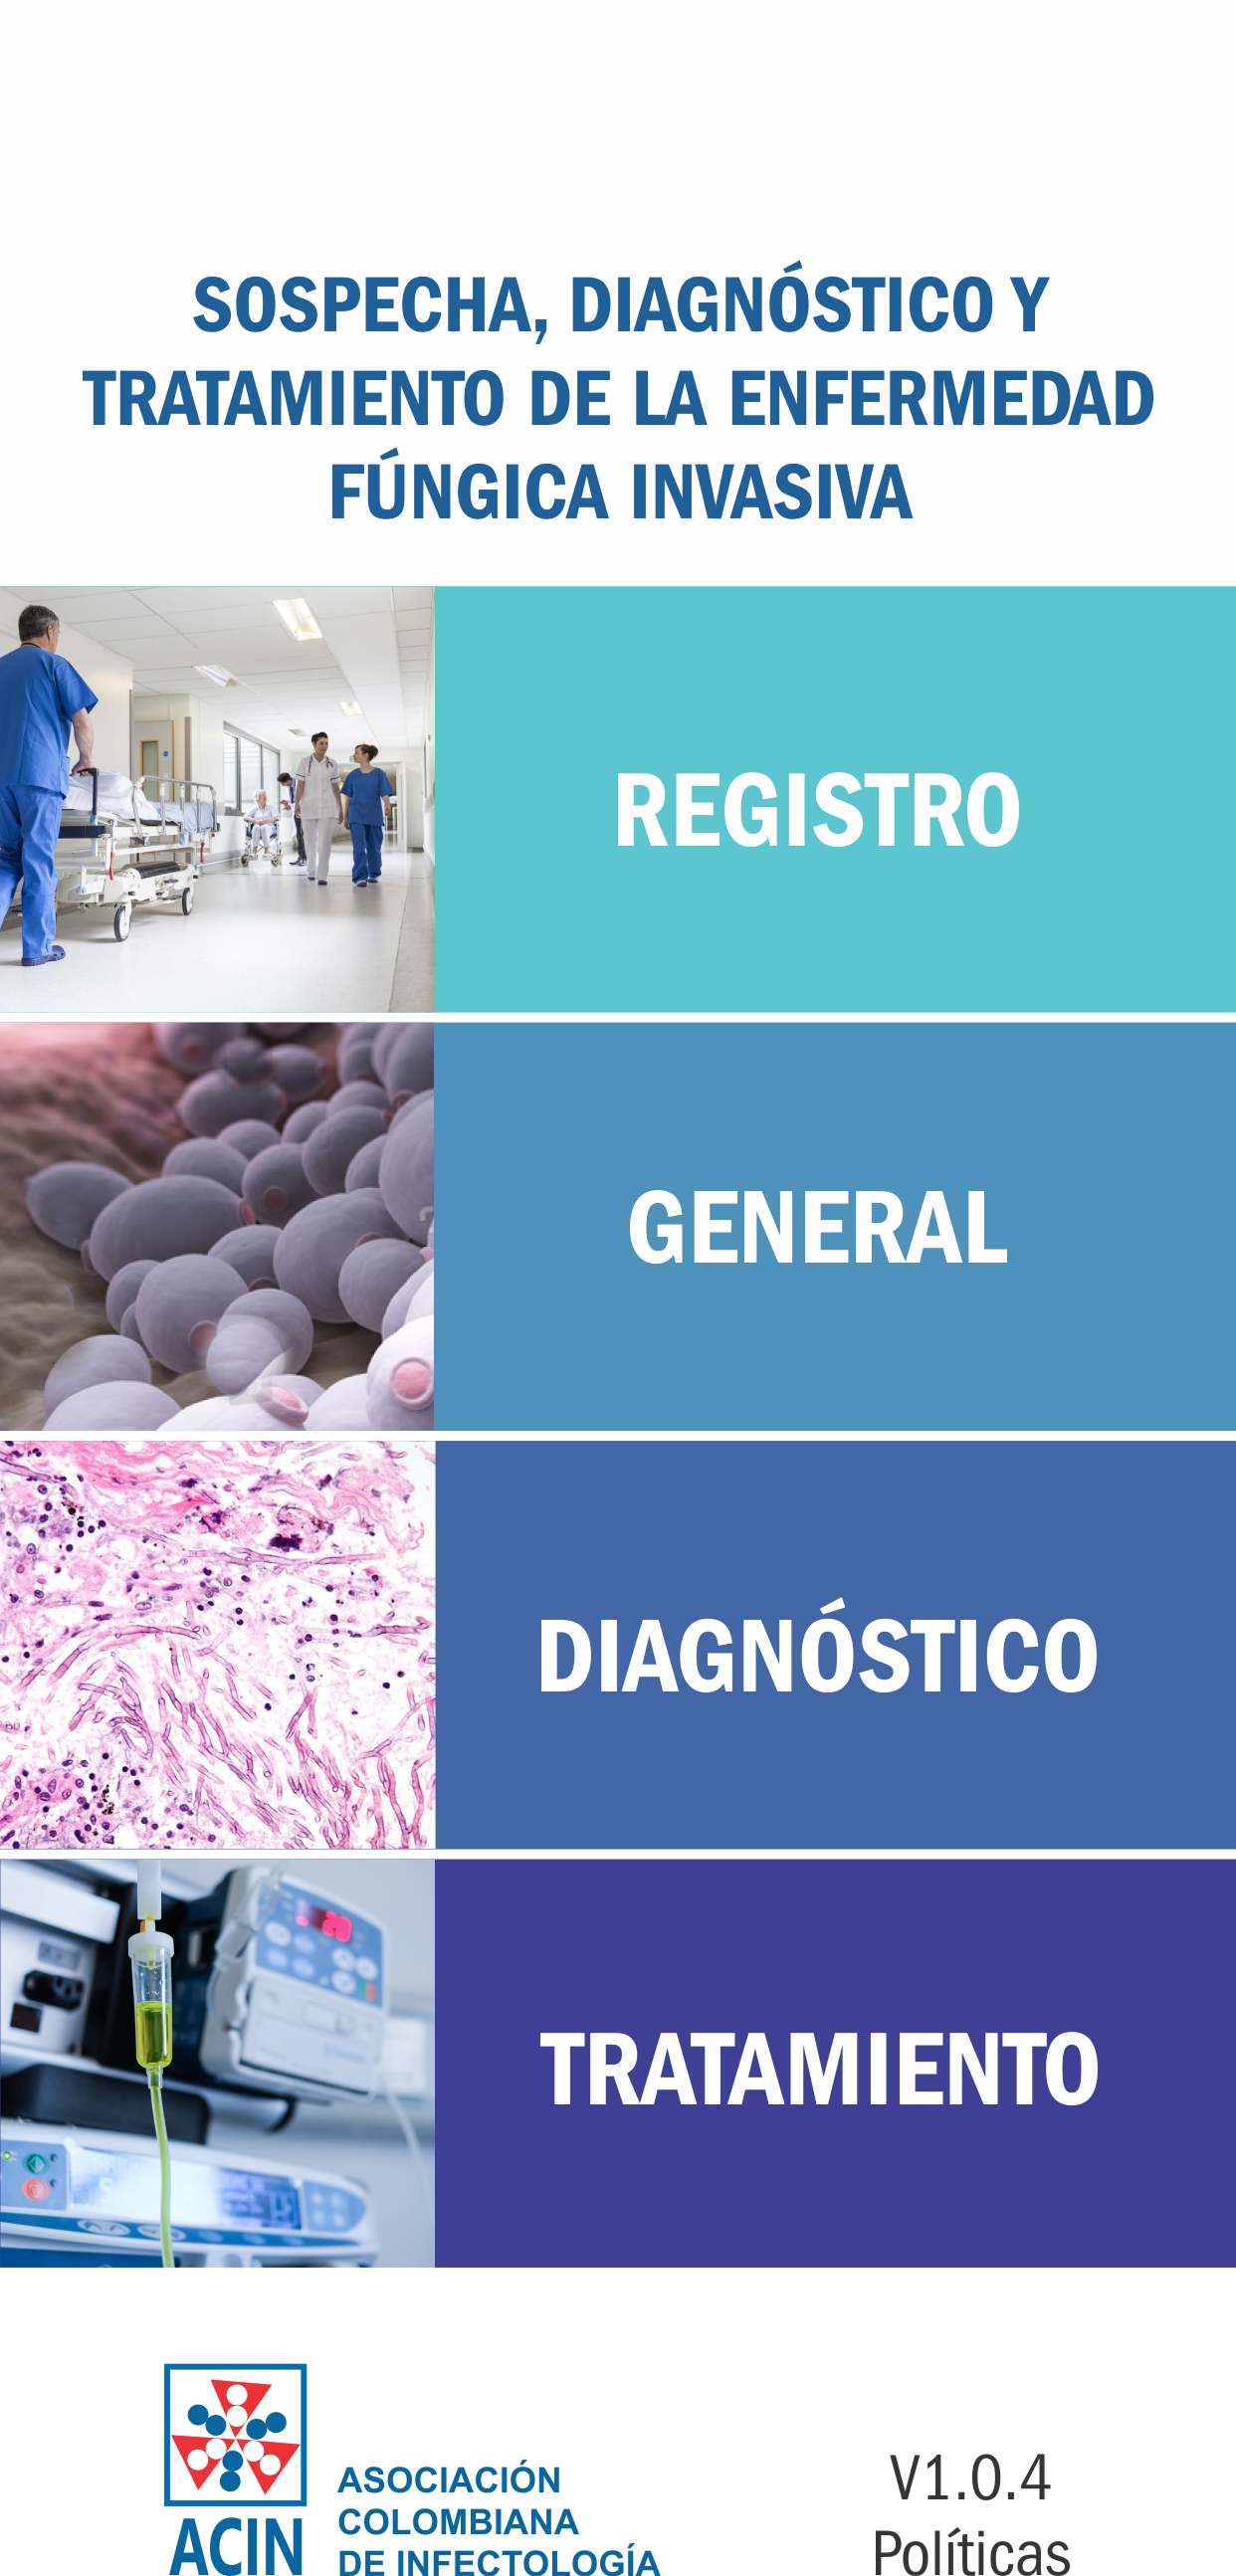 SOSPECHA, DIAGNÓSTICO Y
TRATAMIENTO DE LA ENFERMEDAD
FÚNGICA INVASIVA
REGISTRO
GENERAL
DIAGNÓSTICO
TRATAMIENTO
ACIN
ASOCIACIÓN
COLOMBIANA
DE INFECTOLOGÍA
V1.0.4
Políticas